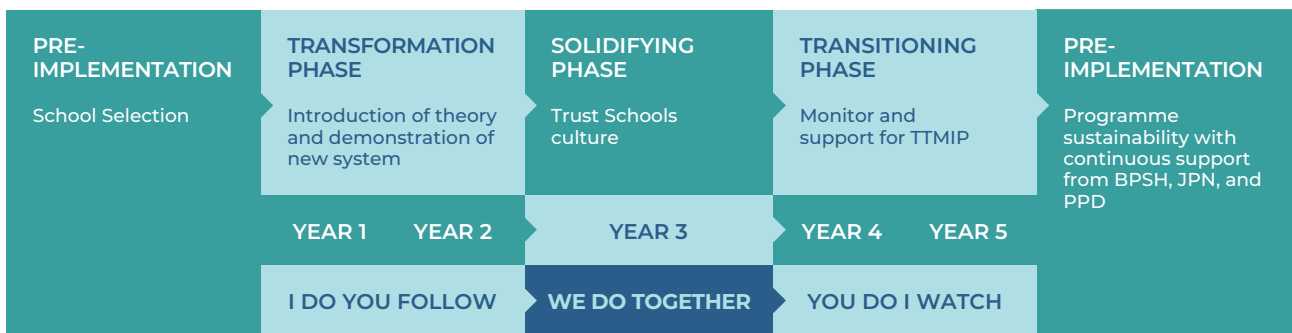 PRE-
IMPLEMENTATION
School Selection
TRANSFORMATION
PHASE
Introduction of theory
and demonstration of
new system
SOLIDIFYING
PHASE
Trust Schools
culture
TRANSITIONING
PHASE
Monitor and
support for TTMIP
PRE-
IMPLEMENTATION
Programme
sustainability with
continuous support
from BPSH, JPN, and
PPD
YEAR 1 YEAR 2
YEAR 3
YEAR 4 YEAR 5
I DO YOU FOLLOW
WE DO TOGETHER
YOU DO I WATCH